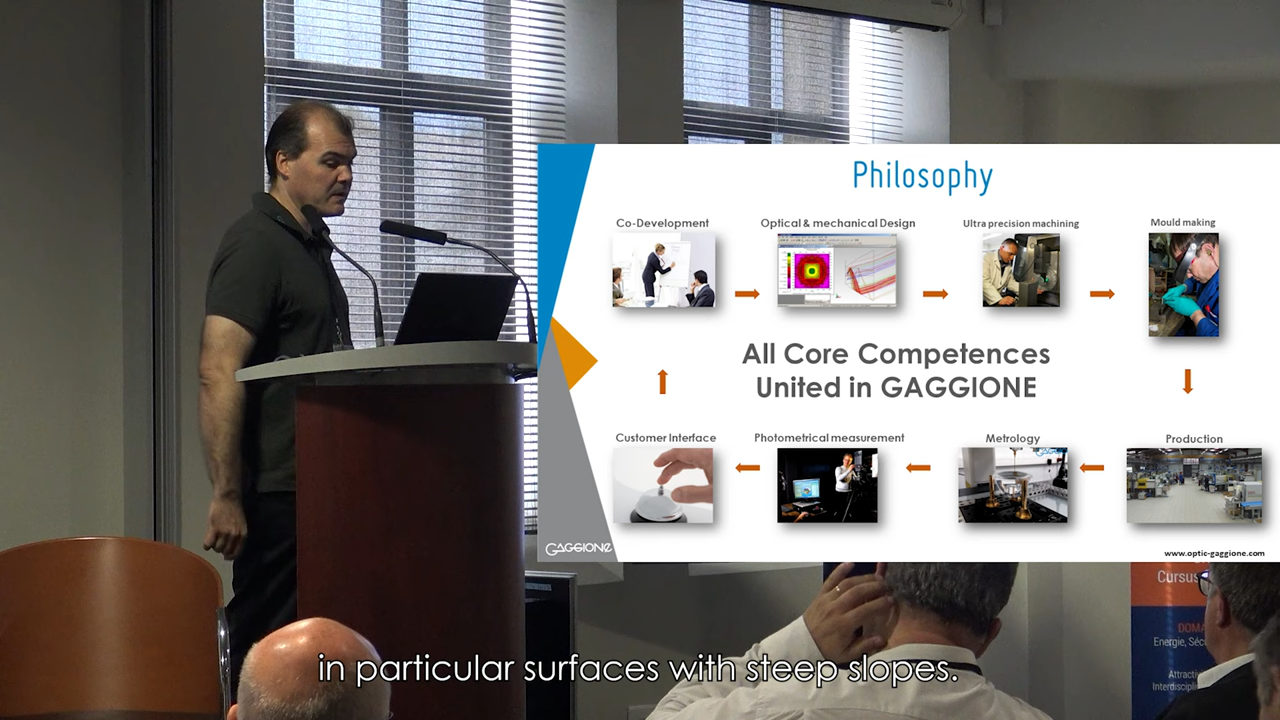 Philosophy
Co-Development
Optical & mechanical Design
Ultra precision machining
Mould making
All Core Competences
United in GAGGIONE
Customer Interface
Photometrical measurement
Metrology
Production
GAGGIONE
www.optic-gaggione.com
Cursus
DOMA
Energie, Séc
Attracti
Interdiscipli
in particular surfaces with steep slopes.